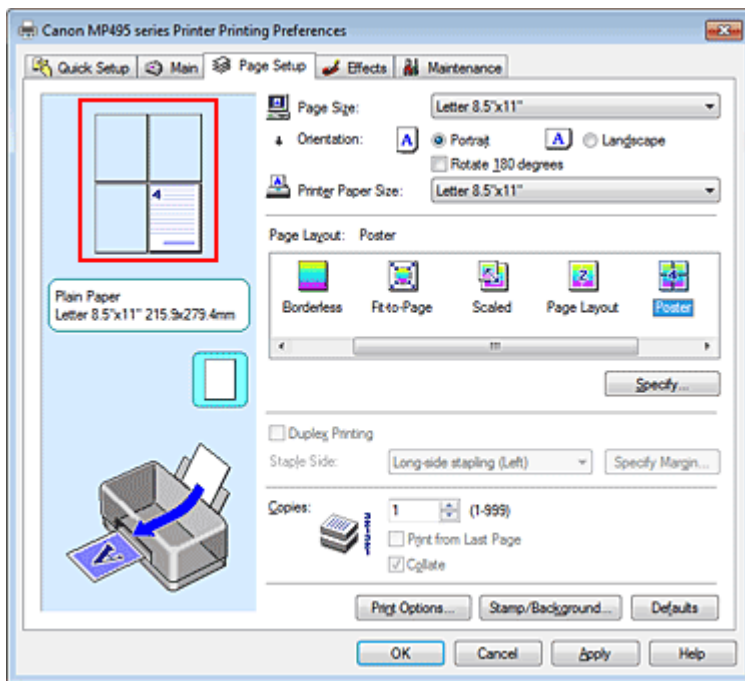 Canon MP495 series Printer Printing Preferences
Quick Setup Main Page Setup Effects Maintenance
Page Size: Letter 8.5"x11"
Orientation: A Portrait A Landscape
Rotate 180 degrees
Printer Paper Size: Letter 8.5"x11"
4
Page Layout: Poster
Borderless Fit-to-Page Scaled Page Layout Poster
Plain Paper
Letter 8.5"x11" 215.9x279.4mm
Specify...
Duplex Printing
Staple Side: Long-side stapling (Left) Specify Margin...
Copies: 1 (1-999)
Print from Last Page
Collate
A
Print Options... Stamp/Background... Defaults
OK Cancel Apply Help